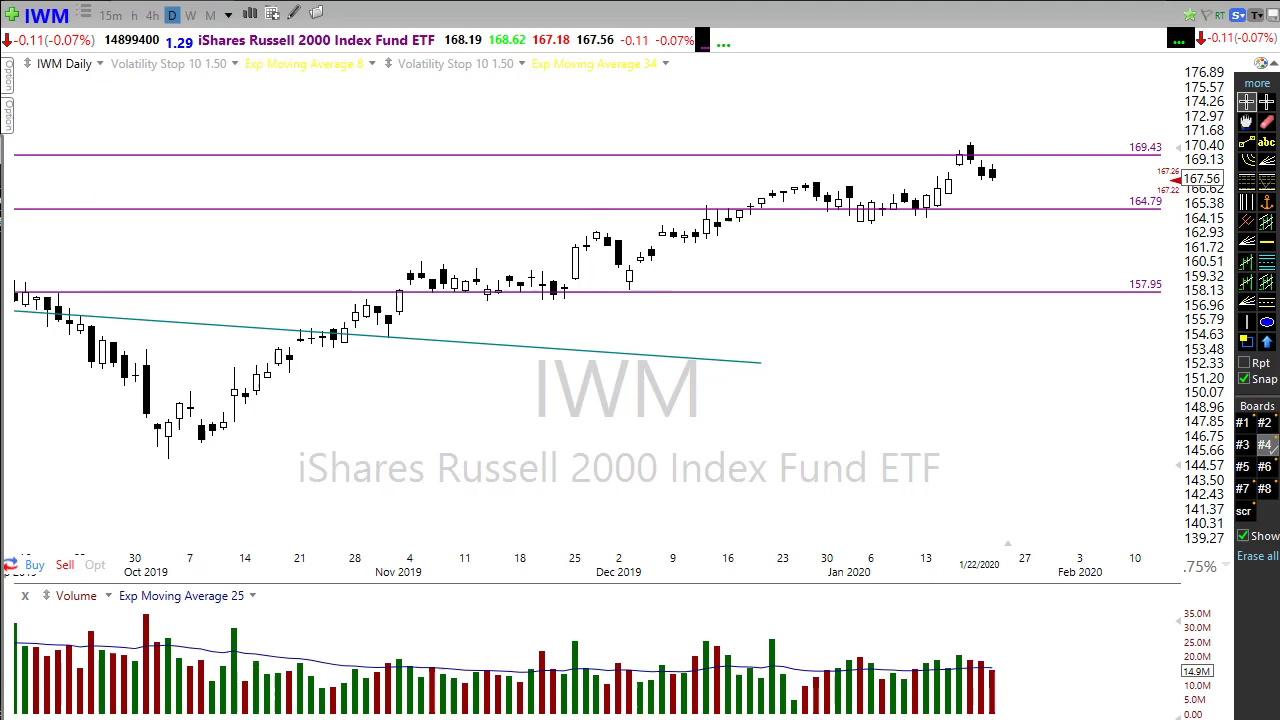 IWM 15m h 4h D W M RT S T
-0.11(-0.07%) 14899400 1.29 iShares Russell 2000 Index Fund ETF 168.19 168.62 167.18 167.56 -0.11 -0.07% ... ... -0.11(-0.07%)
IWM Daily Volatility Stop 10 1.50 Exp Moving Average 8 Volatility Stop 10 1.50 Exp Moving Average 34
Option
Option
176.89
175.57
174.26
172.97
171.68
170.40
169.13
167.56
166.62
165.38
164.15
162.93
161.72
160.51
159.32
158.13
156.96
155.79
154.63
153.48
152.33
151.20
150.07
148.96
147.85
146.75
145.66
144.57
143.50
142.43
141.37
140.31
139.27
169.43
167.26
167.22
164.79
157.95
IWM
iShares Russell 2000 Index Fund ETF
30 7 14 21 28 4 11 18 25 2 9 16 23 30 6 13 27 3 10
Oct 2019 Nov 2019 Dec 2019 Jan 2020 1/22/2020 Feb 2020
Buy Sell Opt
.75%
x Volume Exp Moving Average 25
35.0M
30.0M
25.0M
20.0M
14.9M
10.0M
5.0M
0.00
more
abc
Rpt
Snap
Boards
#1 #2
#3 #4
#5 #6
#7 #8
scr
Show
Erase all